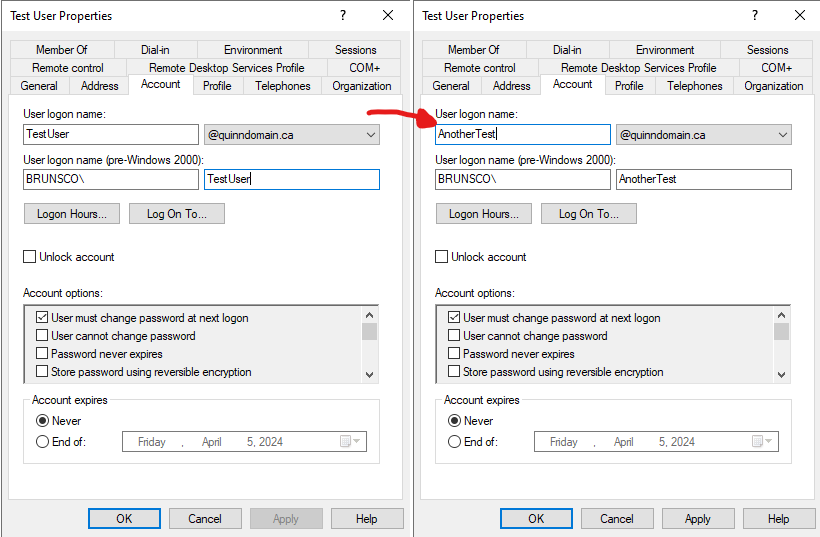 Test User Properties
Member Of Dial-in Environment Sessions
Remote control Remote Desktop Services Profile COM+
General Address Account Profile Telephones Organization
User logon name:
TestUser @quinndomain.ca
User logon name (pre-Windows 2000):
BRUNSCO\ TestUser
Logon Hours... Log On To...
Unlock account
Account options:
User must change password at next logon
User cannot change password
Password never expires
Store password using reversible encryption
Account expires
Never
End of: Friday , April 5, 2024
OK Cancel Apply Help
Test User Properties
Member Of Dial-in Environment Sessions
Remote control Remote Desktop Services Profile COM+
General Address Account Profile Telephones Organization
User logon name:
AnotherTest @quinndomain.ca
User logon name (pre-Windows 2000):
BRUNSCO\ AnotherTest
Logon Hours... Log On To...
Unlock account
Account options:
User must change password at next logon
User cannot change password
Password never expires
Store password using reversible encryption
Account expires
Never
End of: Friday , April 5, 2024
OK Cancel Apply Help